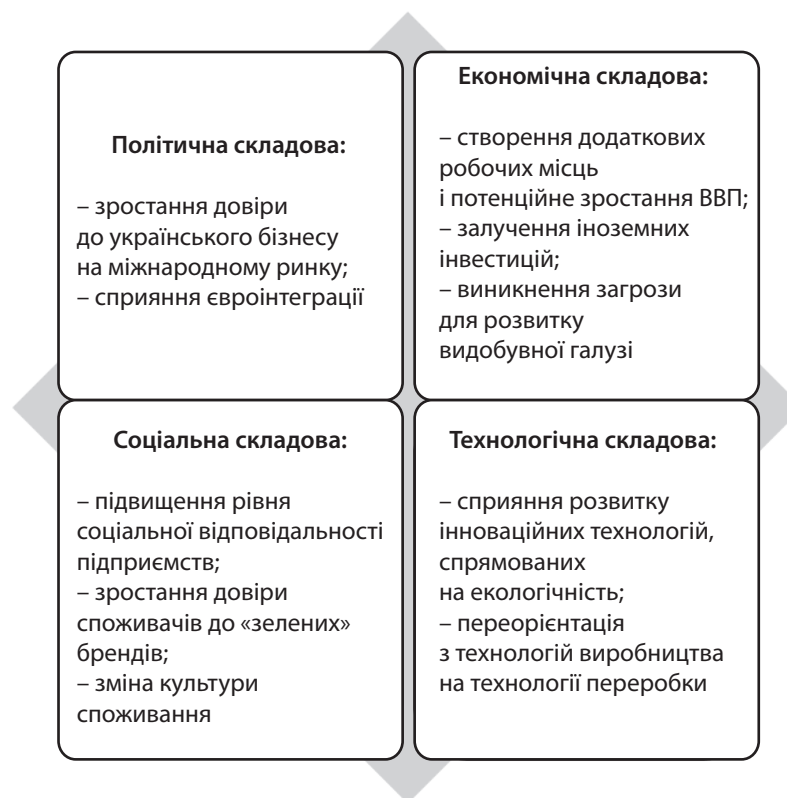 Політична складова:
– зростання довіри
до українського бізнесу
на міжнародному ринку;
– сприяння євроінтеграції
Економічна складова:
– створення додаткових
робочих місць
і потенційне зростання ВВП;
– залучення іноземних
інвестицій;
– виникнення загрози
для розвитку
видобувної галузі
Соціальна складова:
– підвищення рівня
соціальної відповідальності
підприємств;
– зростання довіри
споживачів до «зелених»
брендів;
– зміна культури
споживання
Технологічна складова:
– сприяння розвитку
інноваційних технологій,
спрямованих
на екологічність;
– переорієнтація
з технологій виробництва
на технології переробки